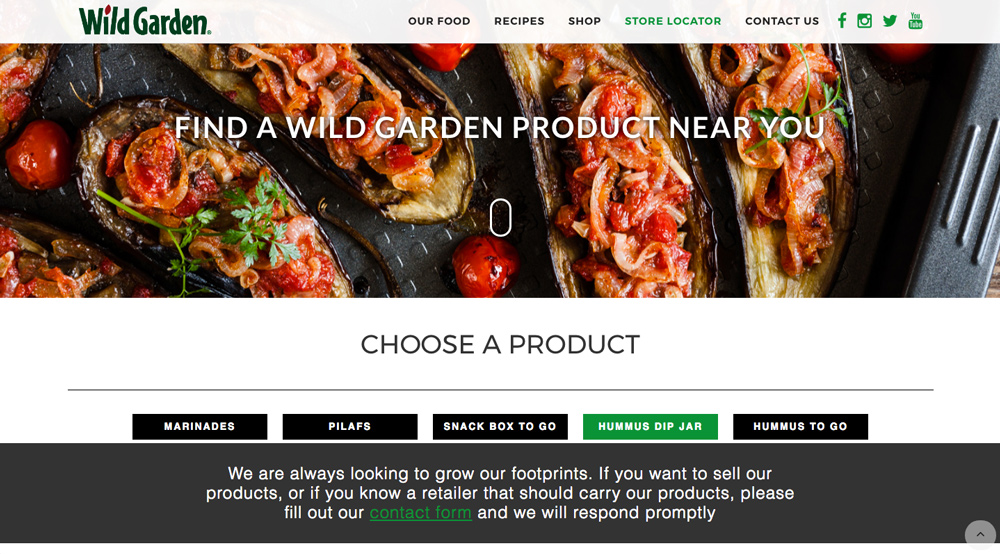 Wild Garden®
OUR FOOD RECIPES SHOP STORE LOCATOR CONTACT US You Tube
FIND A WILD GARDEN PRODUCT NEAR YOU
CHOOSE A PRODUCT
MARINADES PILAFS SNACK BOX TO GO HUMMUS DIP JAR HUMMUS TO GO
We are always looking to grow our footprints. If you want to sell our
products, or if you know a retailer that should carry our products, please
fill out our contact form and we will respond promptly